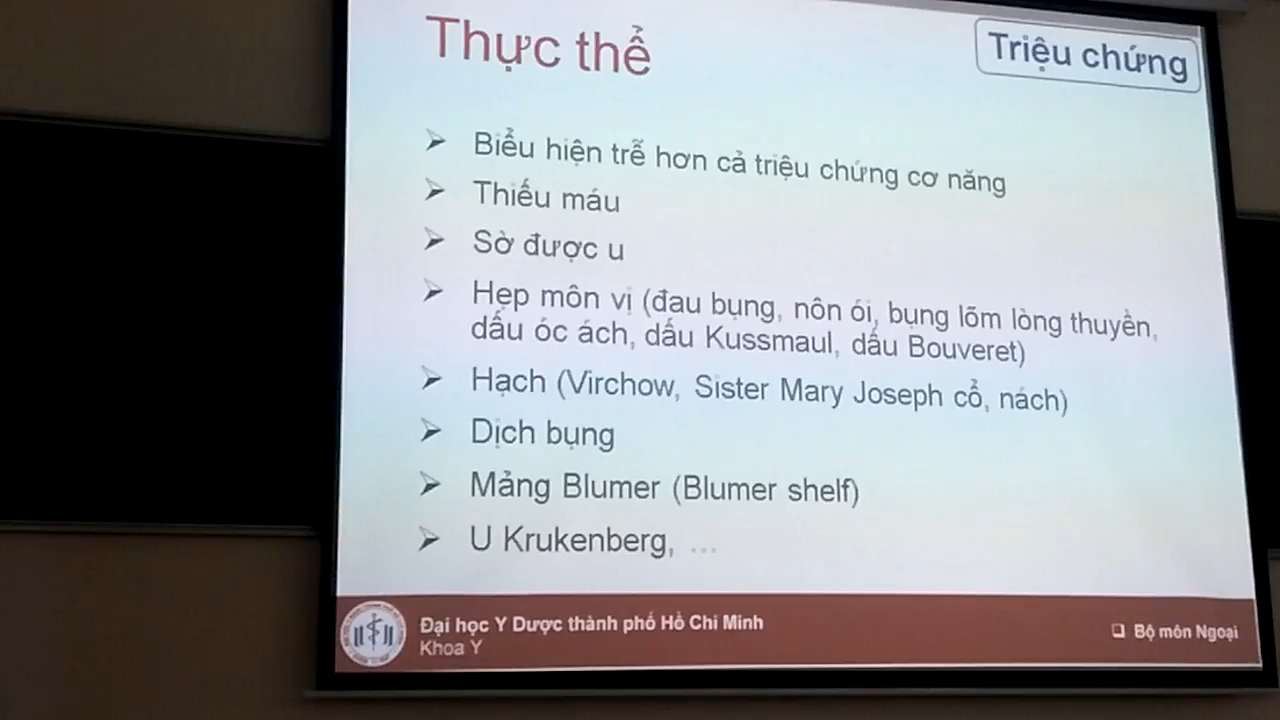 Thực thể
Triệu chứng
Biểu hiện trễ hơn cả triệu chứng cơ năng
Thiếu máu
Sờ được u
Hẹp môn vị (đau bụng, nôn ói, bụng lõm lòng thuyền,
dấu óc ách, dấu Kussmaul, dấu Bouveret)
Hạch (Virchow, Sister Mary Joseph cổ, nách)
Dịch bụng
Mảng Blumer (Blumer shelf)
U Krukenberg, ...
Đại học Y Dược thành phố Hồ Chí Minh
Khoa Y
Bộ môn Ngoại